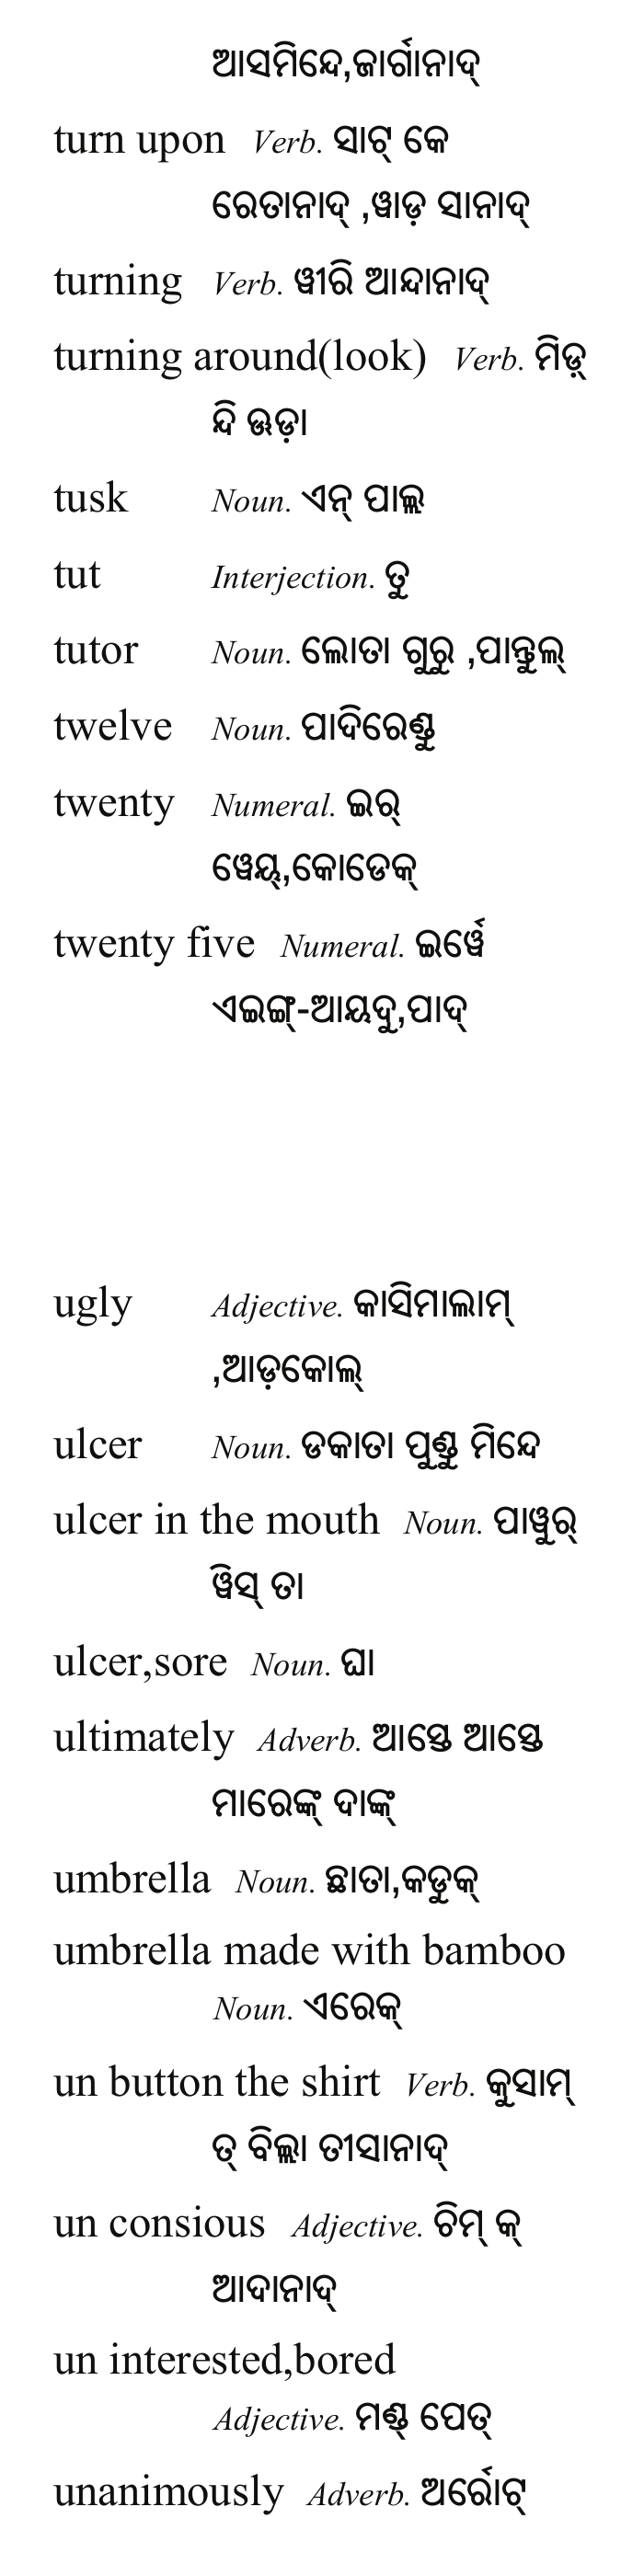 ଆସମିନ୍ଦେ,ଜାର୍ଗାନାଦ୍
turn upon Verb. ସାଟ୍ କେ
ରେତାନାଦ୍ ,ୱାଡ଼ ସାନାଦ୍
turning Verb. ୱୀରି ଆନ୍ଦାନାଦ୍
turning around(look) Verb. ମିଡ଼୍
ନ୍ଦି ଊଡ଼ା
tusk Noun. ଏନ୍ ପାଲ୍ଲ
tut Interjection. ତୁ
tutor Noun. ଲୋତା ଗୁରୁ ,ପାନ୍ତୁଲ୍
twelve Noun. ପାଦିରେଣ୍ଡୁ
twenty Numeral. ଇର୍
ୱେୟ୍,କୋଡେକ୍
twenty five Numeral. ଇର୍ୱେ
ଏଇଙ୍ଗ୍-ଆୟଦୁ,ପାଦ୍
ugly Adjective. କାସିମାଲାମ୍
,ଆଡ଼କୋଲ୍
ulcer Noun. ଡକାତା ପୁଣ୍ଡୁ ମିନ୍ଦେ
ulcer in the mouth Noun. ପାୱୁର୍
ୱିସ୍ ତା
ulcer,sore Noun. ଘା
ultimately Adverb. ଆସ୍ତେ ଆସ୍ତେ
ମାରେଙ୍କ୍ ଦାଙ୍କ୍
umbrella Noun. ଛାତା,କଡୁକ୍
umbrella made with bamboo
Noun. ଏରେକ୍
un button the shirt Verb. କୁସାମ୍
ତ୍ ବିଲ୍ଲା ତୀସାନାଦ୍
un consious Adjective. ଚିମ୍ କ୍
ଆଦାନାଦ୍
un interested,bored
Adjective. ମଣ୍ଡ୍ ପେତ୍
unanimously Adverb. ଅର୍ରୋଟ୍